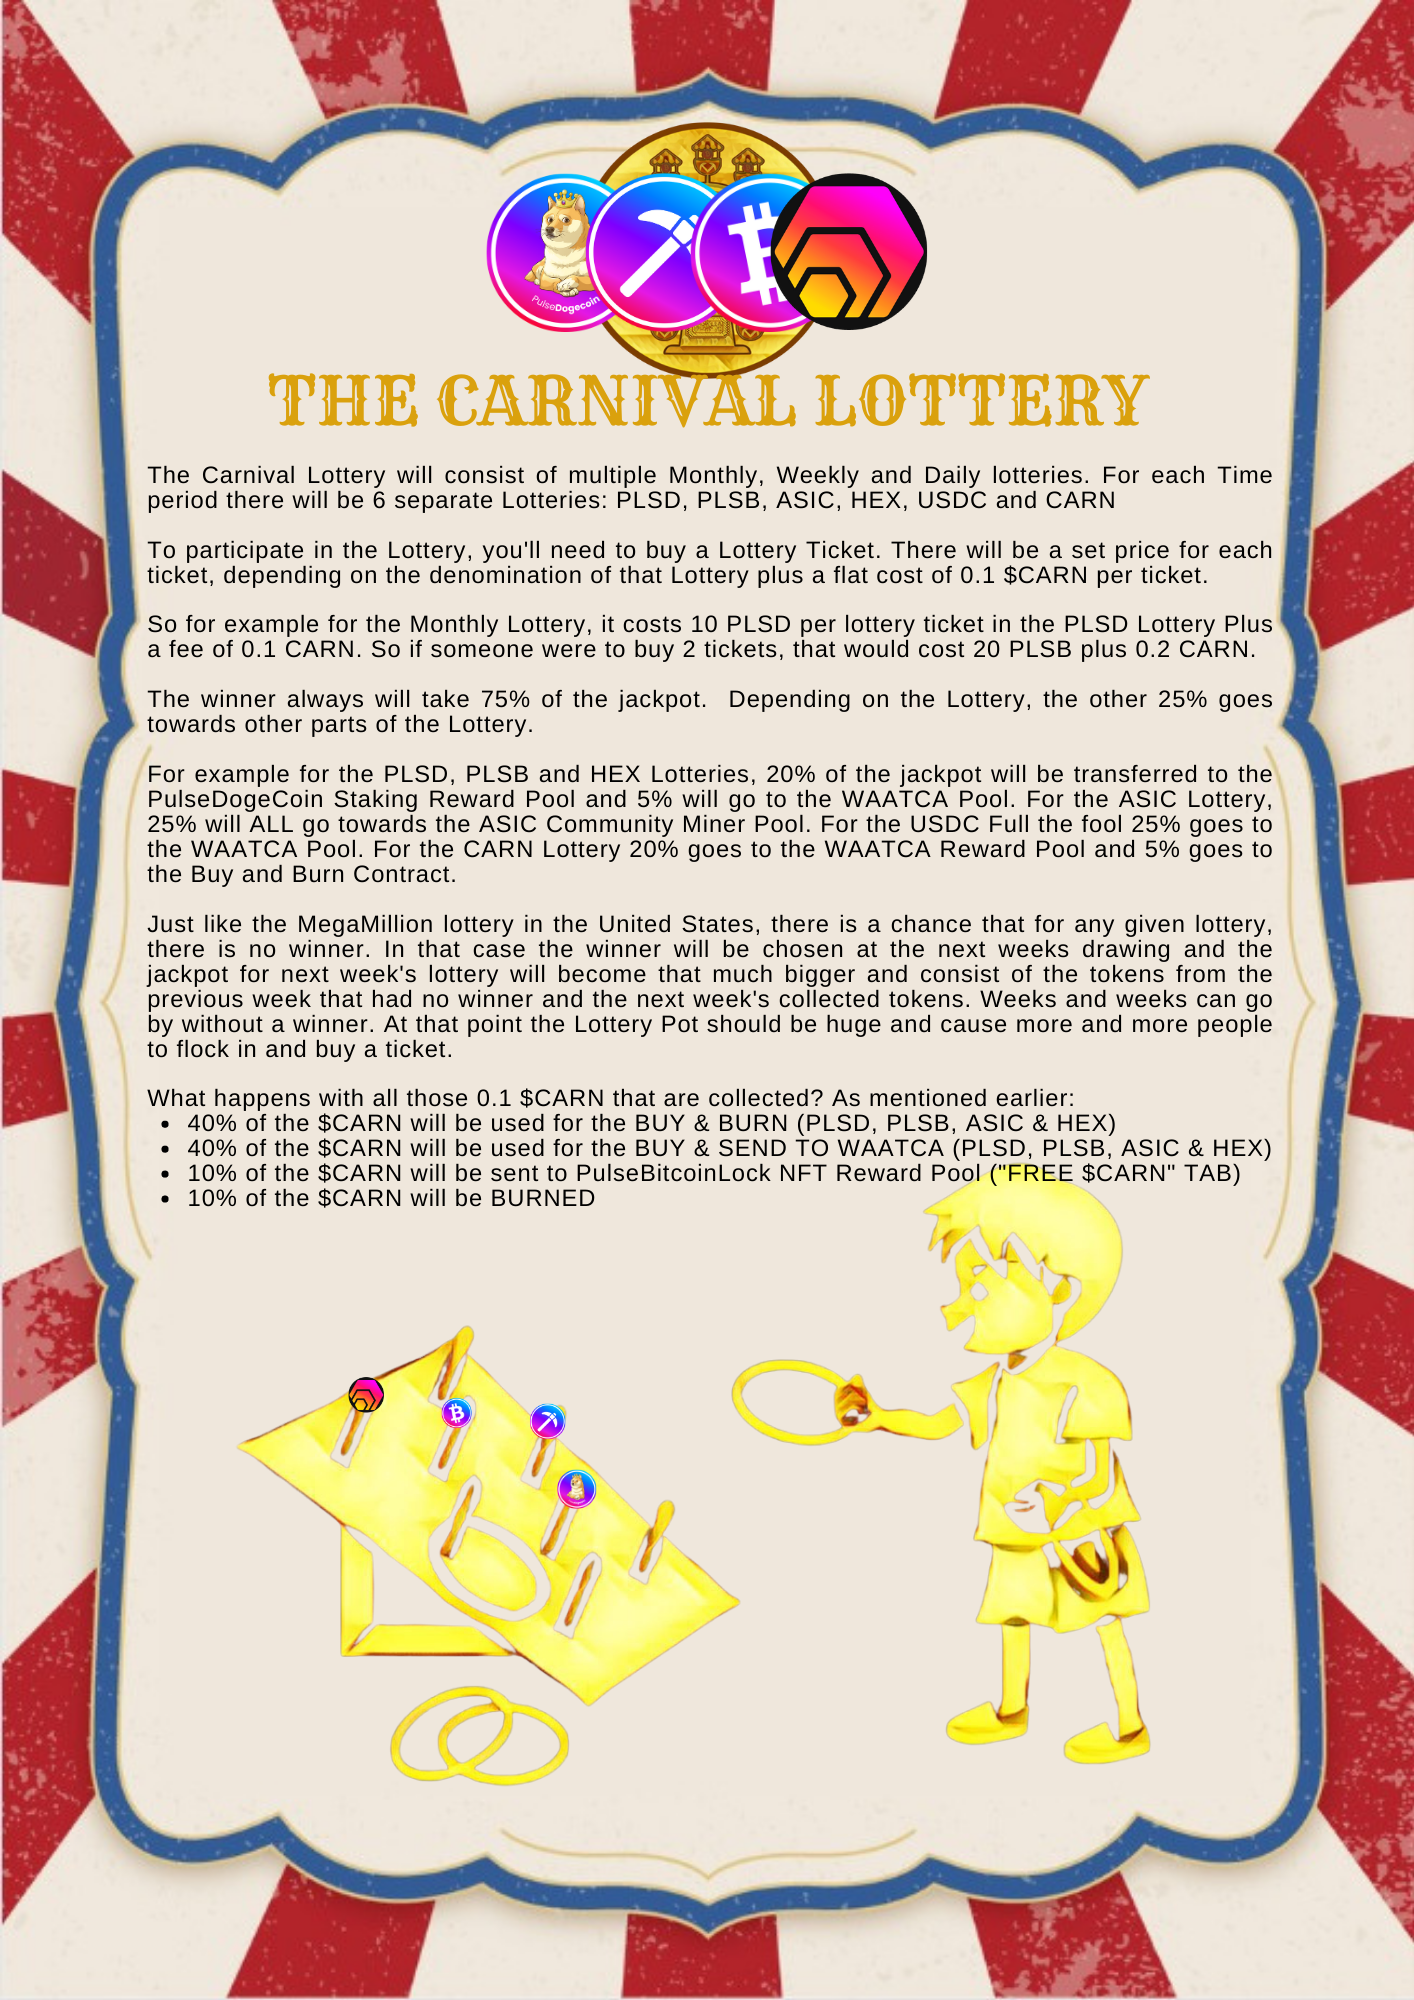 PulseDogecoin
THE CARNIVAL LOTTERY
The Carnival Lottery will consist of multiple Monthly, Weekly and Daily lotteries. For each Time
period there will be 6 separate Lotteries: PLSD, PLSB, ASIC, HEX, USDC and CARN
To participate in the Lottery, you'll need to buy a Lottery Ticket. There will be a set price for each
ticket, depending on the denomination of that Lottery plus a flat cost of 0.1 $CARN per ticket.
So for example for the Monthly Lottery, it costs 10 PLSD per lottery ticket in the PLSD Lottery Plus
a fee of 0.1 CARN. So if someone were to buy 2 tickets, that would cost 20 PLSB plus 0.2 CARN.
The winner always will take 75% of the jackpot.  Depending on the Lottery, the other 25% goes
towards other parts of the Lottery.
For example for the PLSD, PLSB and HEX Lotteries, 20% of the jackpot will be transferred to the
PulseDogeCoin Staking Reward Pool and 5% will go to the WAATCA Pool. For the ASIC Lottery,
25% will ALL go towards the ASIC Community Miner Pool. For the USDC Full the fool 25% goes to
the WAATCA Pool. For the CARN Lottery 20% goes to the WAATCA Reward Pool and 5% goes to
the Buy and Burn Contract.
Just like the MegaMillion lottery in the United States, there is a chance that for any given lottery,
there is no winner. In that case the winner will be chosen at the next weeks drawing and the
jackpot for next week's lottery will become that much bigger and consist of the tokens from the
previous week that had no winner and the next week's collected tokens. Weeks and weeks can go
by without a winner. At that point the Lottery Pot should be huge and cause more and more people
to flock in and buy a ticket.
What happens with all those 0.1 $CARN that are collected? As mentioned earlier:
• 40% of the $CARN will be used for the BUY & BURN (PLSD, PLSB, ASIC & HEX)
• 40% of the $CARN will be used for the BUY & SEND TO WAATCA (PLSD, PLSB, ASIC & HEX)
• 10% of the $CARN will be sent to PulseBitcoinLock NFT Reward Pool ("FREE $CARN" TAB)
• 10% of the $CARN will be BURNED